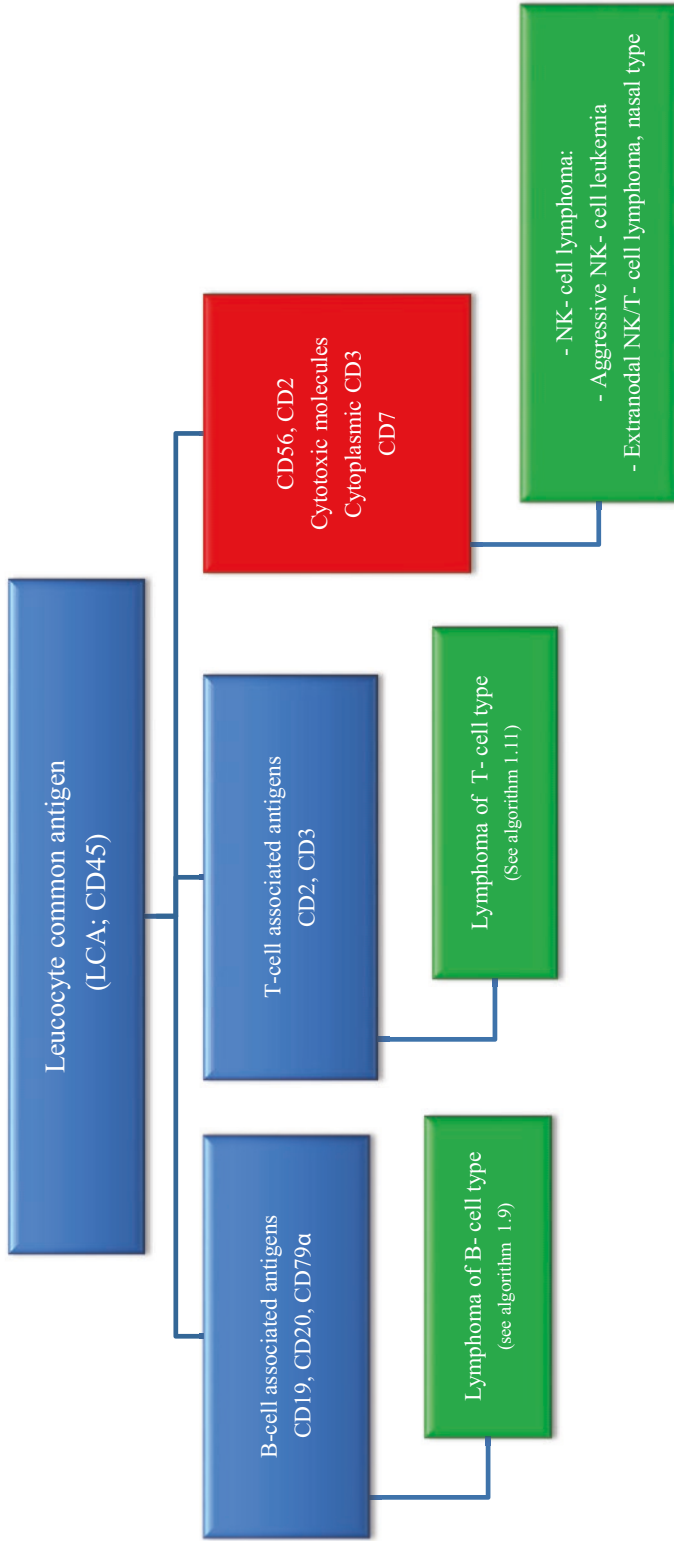 Leucocyte common antigen
(LCA; CD45)
B-cell associated antigens
CD19, CD20, CD79α
T-cell associated antigens
CD2, CD3
CD56, CD2
Cytotoxic molecules
Cytoplasmic CD3
CD7
Lymphoma of B- cell type
(see algorithm 1.9)
Lymphoma of T- cell type
(See algorithm 1.11)
- NK- cell lymphoma:
- Aggressive NK- cell leukemia
- Extranodal NK/T- cell lymphoma, nasal type